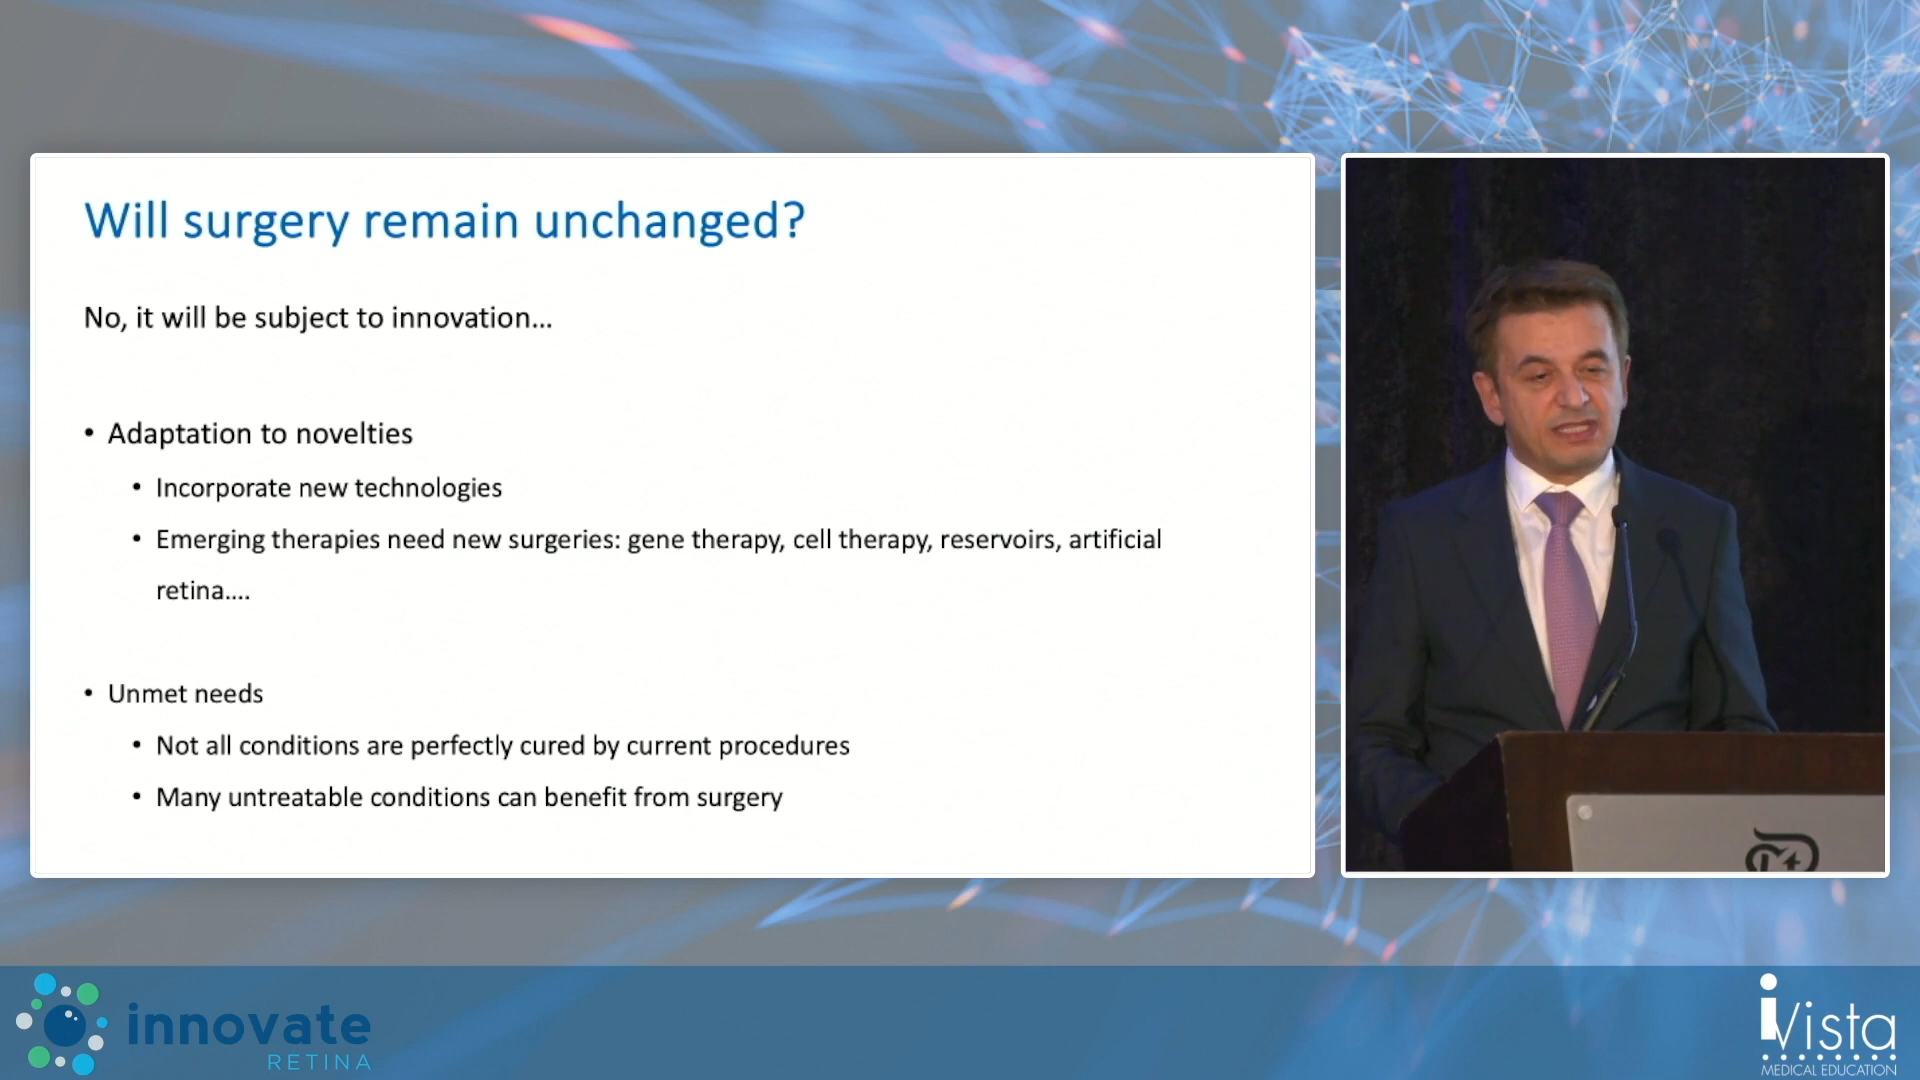 Will surgery remain unchanged?
No, it will be subject to innovation...
• Adaptation to novelties
• Incorporate new technologies
• Emerging therapies need new surgeries: gene therapy, cell therapy, reservoirs, artificial
retina....
• Unmet needs
• Not all conditions are perfectly cured by current procedures
• Many untreatable conditions can benefit from surgery
innovate
RETINA
iVista
MEDICAL EDUCATION